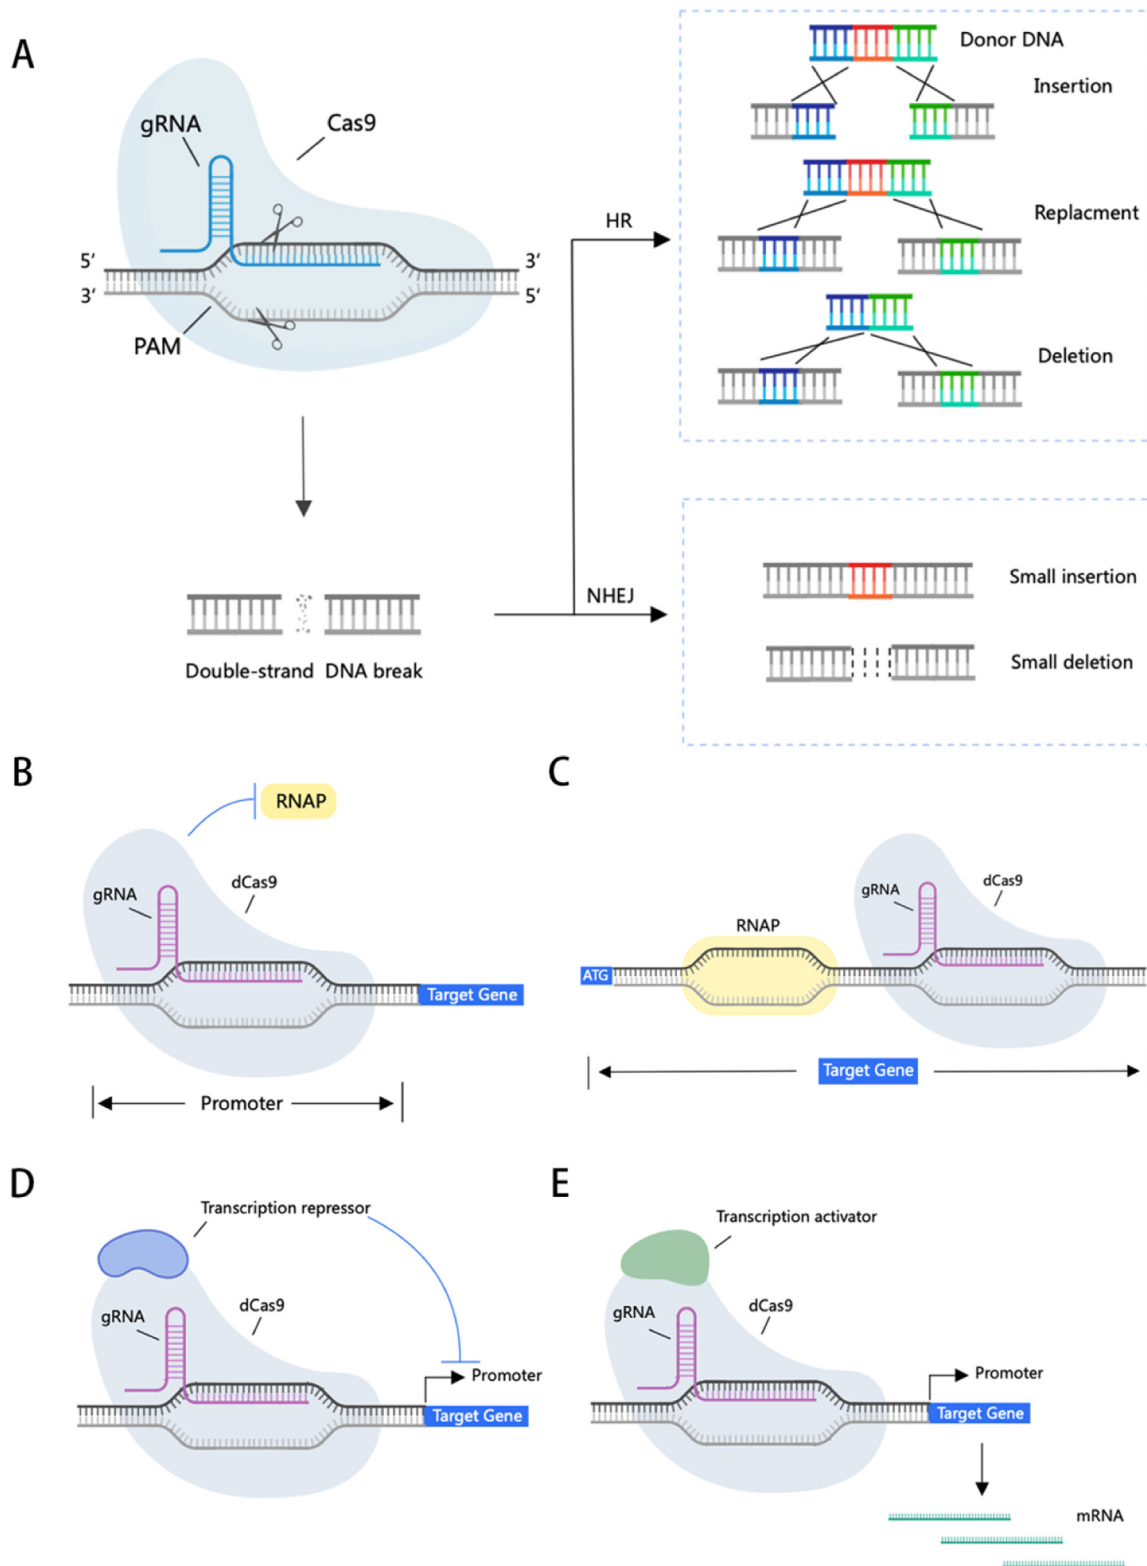 A
gRNA
Cas9
5'
3'
3'
5'
PAM
Double-strand DNA break
HR
NHEJ
Donor DNA
Insertion
Replacment
Deletion
Small insertion
Small deletion
B
RNAP
gRNA
dCas9
Target Gene
Promoter
C
RNAP
gRNA
dCas9
ATG
Target Gene
D
Transcription repressor
gRNA
dCas9
Promoter
Target Gene
E
Transcription activator
gRNA
dCas9
Promoter
Target Gene
mRNA